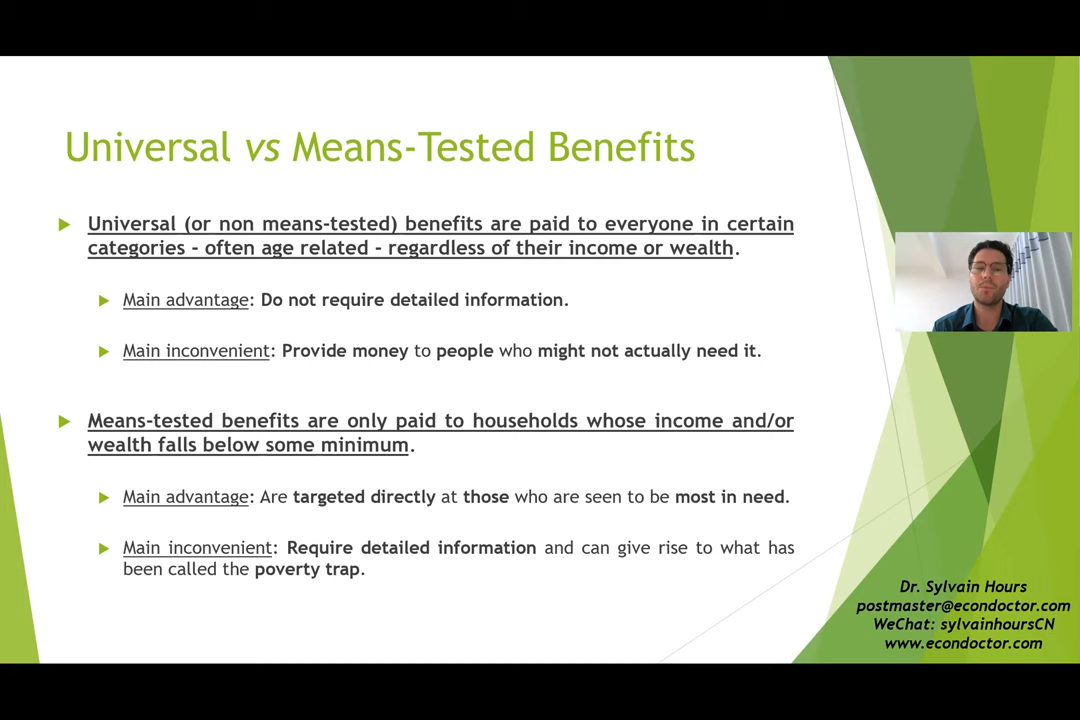 Universal vs Means-Tested Benefits
Universal (or non means-tested) benefits are paid to everyone in certain
categories - often age related - regardless of their income or wealth.
Main advantage: Do not require detailed information.
Main inconvenient: Provide money to people who might not actually need it.
Means-tested benefits are only paid to households whose income and/or
wealth falls below some minimum.
Main advantage: Are targeted directly at those who are seen to be most in need.
Main inconvenient: Require detailed information and can give rise to what has
been called the poverty trap.
Dr. Sylvain Hours
postmaster@econdoctor.com
WeChat: sylvainhoursCN
www.econdoctor.com